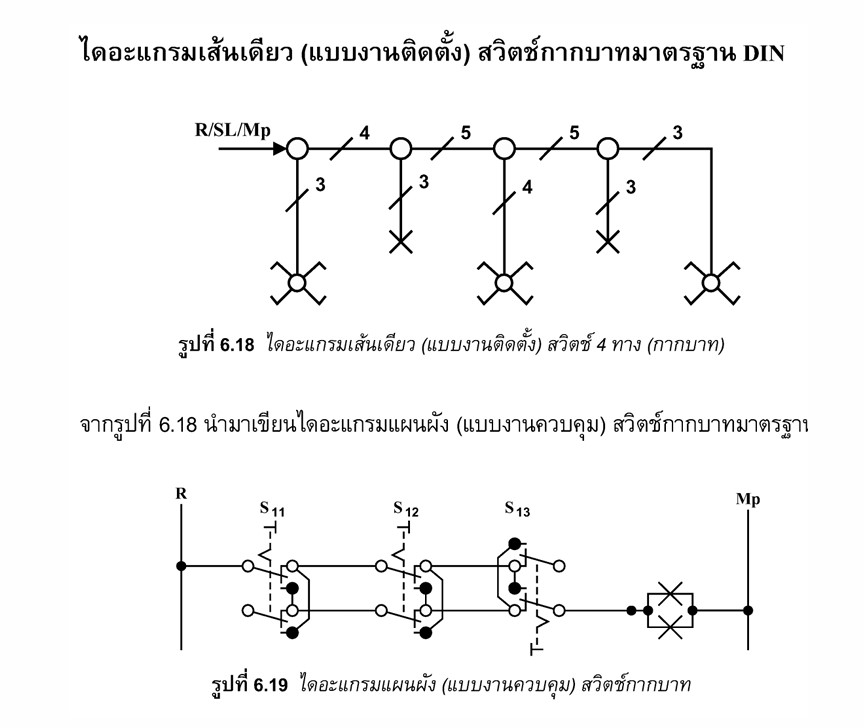 ไดอะแกรมเส้นเดียว (แบบงานติดตั้ง) สวิตช์กากบาทมาตรฐาน DIN
R/SL/Mp 4 5 5 3
3 3 4 3
รูปที่ 6.18 ไดอะแกรมเส้นเดียว (แบบงานติดตั้ง) สวิตช์ 4 ทาง (กากบาท)
จากรูปที่ 6.18 นำมาเขียนไดอะแกรมแผนผัง (แบบงานควบคุม) สวิตช์กากบาทมาตรฐาน
R S11 S12 S13 Mp
รูปที่ 6.19 ไดอะแกรมแผนผัง (แบบงานควบคุม) สวิตช์กากบาท